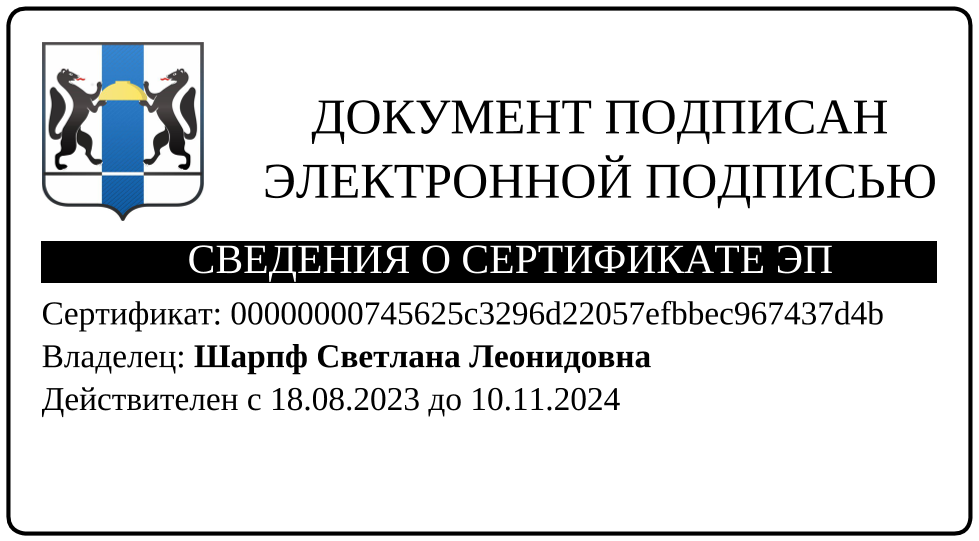 ДОКУМЕНТ ПОДПИСАН
ЭЛЕКТРОННОЙ ПОДПИСЬЮ
СВЕДЕНИЯ О СЕРТИФИКАТЕ ЭП
Сертификат: 00000000745625c3296d22057efbbec967437d4b
Владелец: Шарпф Светлана Леонидовна
Действителен с 18.08.2023 до 10.11.2024